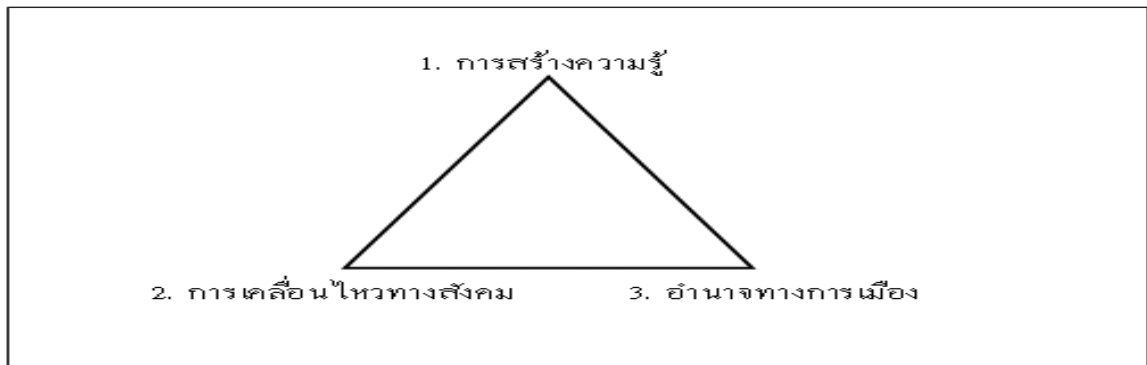 1. การสร้างความรู้
2. การเคลื่อนไหวทางสังคม
3. อำนาจทางการเมือง